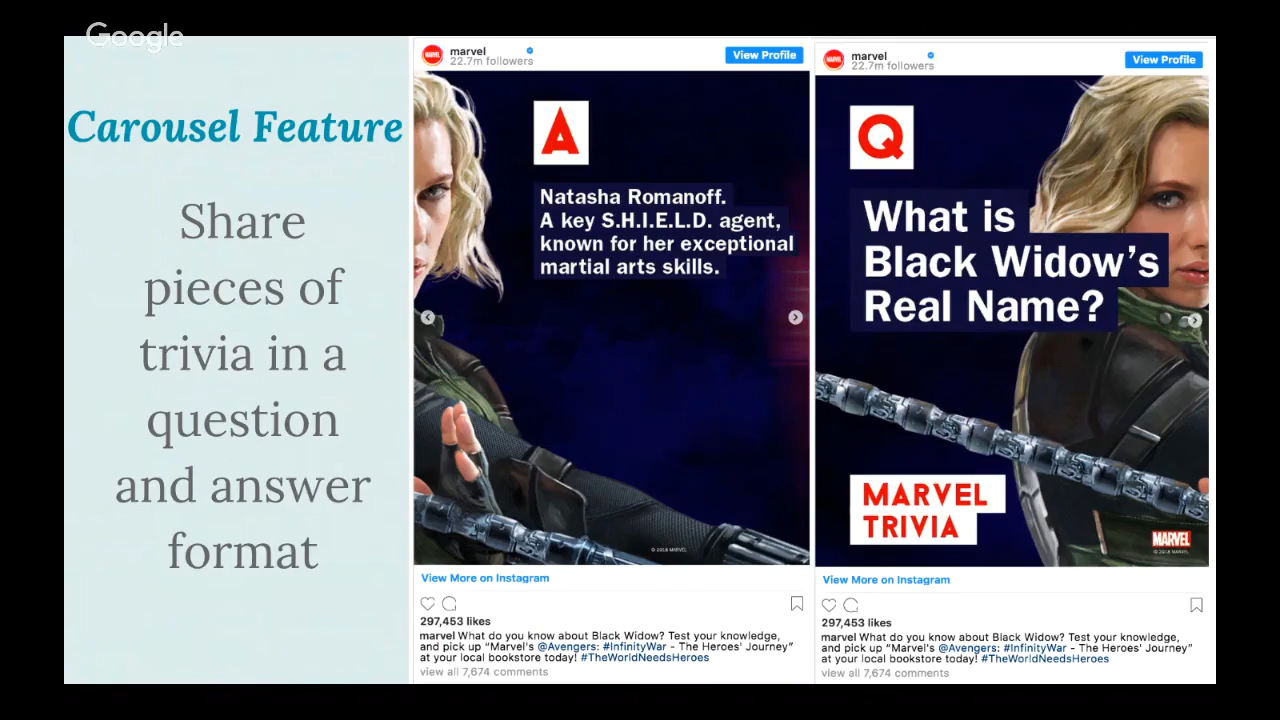 Google
Carousel Feature
Share
pieces of
trivia in a
question
and answer
format
MARVEL
marvel
22.7m followers
View Profile
A
Natasha Romanoff.
A key S.H.I.E.L.D. agent,
known for her exceptional
martial arts skills.
© 2018 MARVEL
View More on Instagram
297,453 likes
marvel What do you know about Black Widow? Test your knowledge,
and pick up “Marvel's @Avengers: #InfinityWar - The Heroes' Journey”
at your local bookstore today! #TheWorldNeedsHeroes
view all 7,674 comments
MARVEL
marvel
22.7m followers
View Profile
Q
What is
Black Widow’s
Real Name?
MARVEL
TRIVIA
MARVEL
© 2018 MARVEL
View More on Instagram
297,453 likes
marvel What do you know about Black Widow? Test your knowledge,
and pick up “Marvel's @Avengers: #InfinityWar - The Heroes' Journey”
at your local bookstore today! #TheWorldNeedsHeroes
view all 7,674 comments